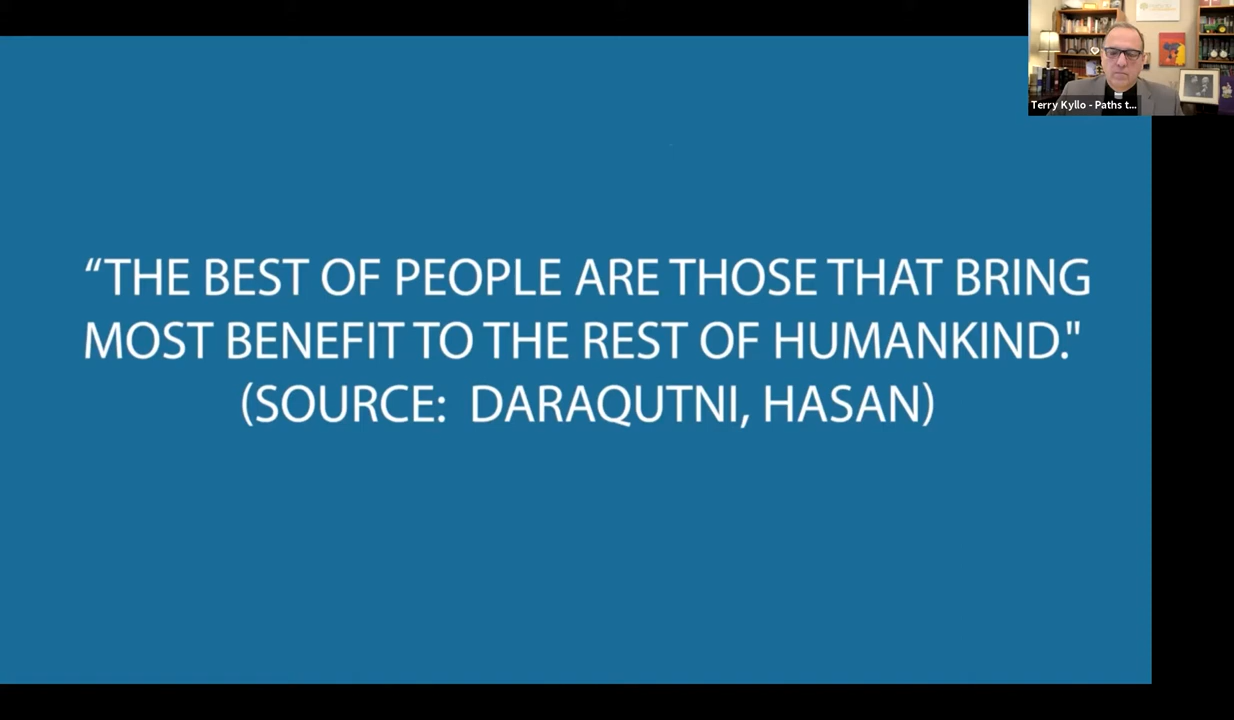 Terry Kyllo - Paths t...
“THE BEST OF PEOPLE ARE THOSE THAT BRING
MOST BENEFIT TO THE REST OF HUMANKIND."
(SOURCE:  DARAQUTNI, HASAN)